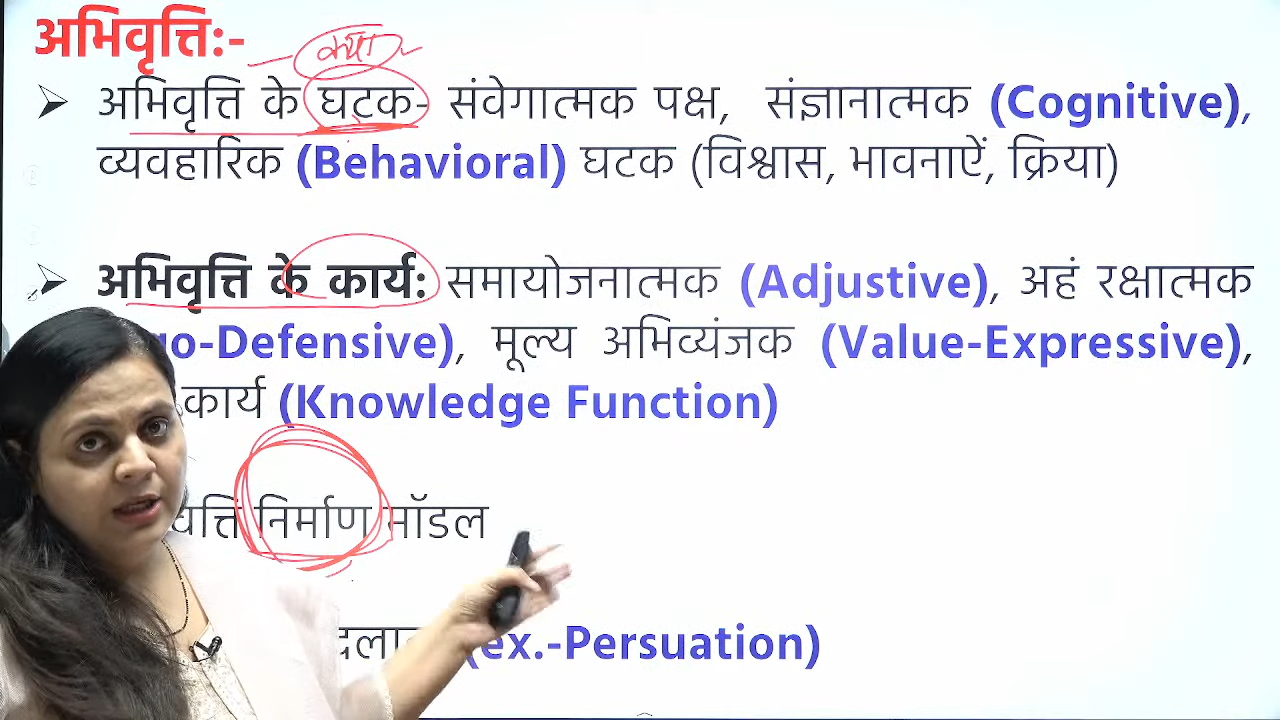 अभिवृत्तिः-
क्या
अभिवृत्ति के घटक- संवेगात्मक पक्ष, संज्ञानात्मक (Cognitive),
व्यवहारिक (Behavioral) घटक (विश्वास, भावनाऐं, क्रिया)
अभिवृत्ति के कार्य: समायोजनात्मक (Adjustive), अहं रक्षात्मक
go-Defensive), मूल्य अभिव्यंजक (Value-Expressive),
कार्य (Knowledge Function)
वृत्ति निर्माण मॉडल
(ex.-Persuation)